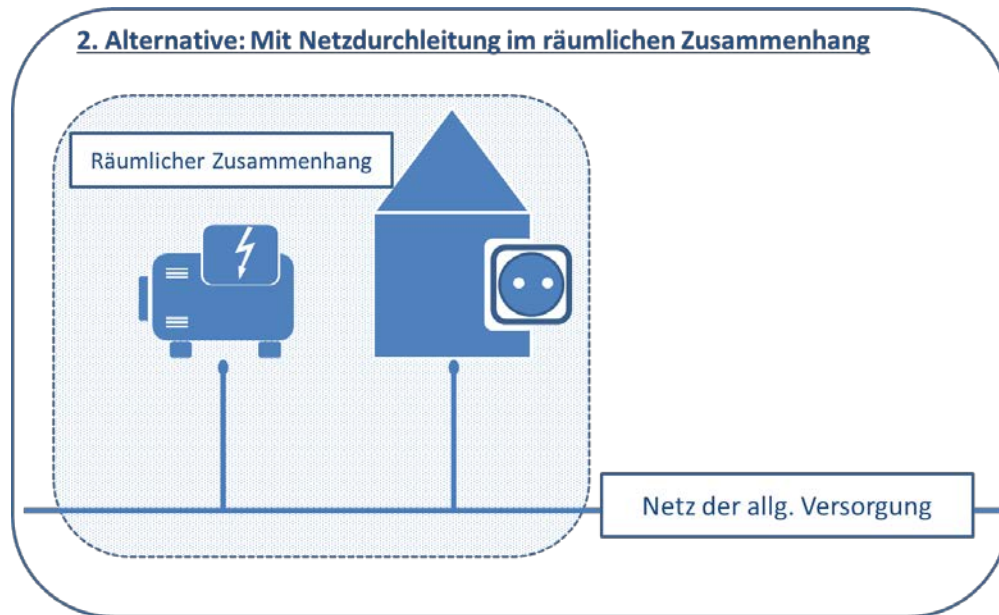 2. Alternative: Mit Netzdurchleitung im räumlichen Zusammenhang
Räumlicher Zusammenhang
Netz der allg. Versorgung